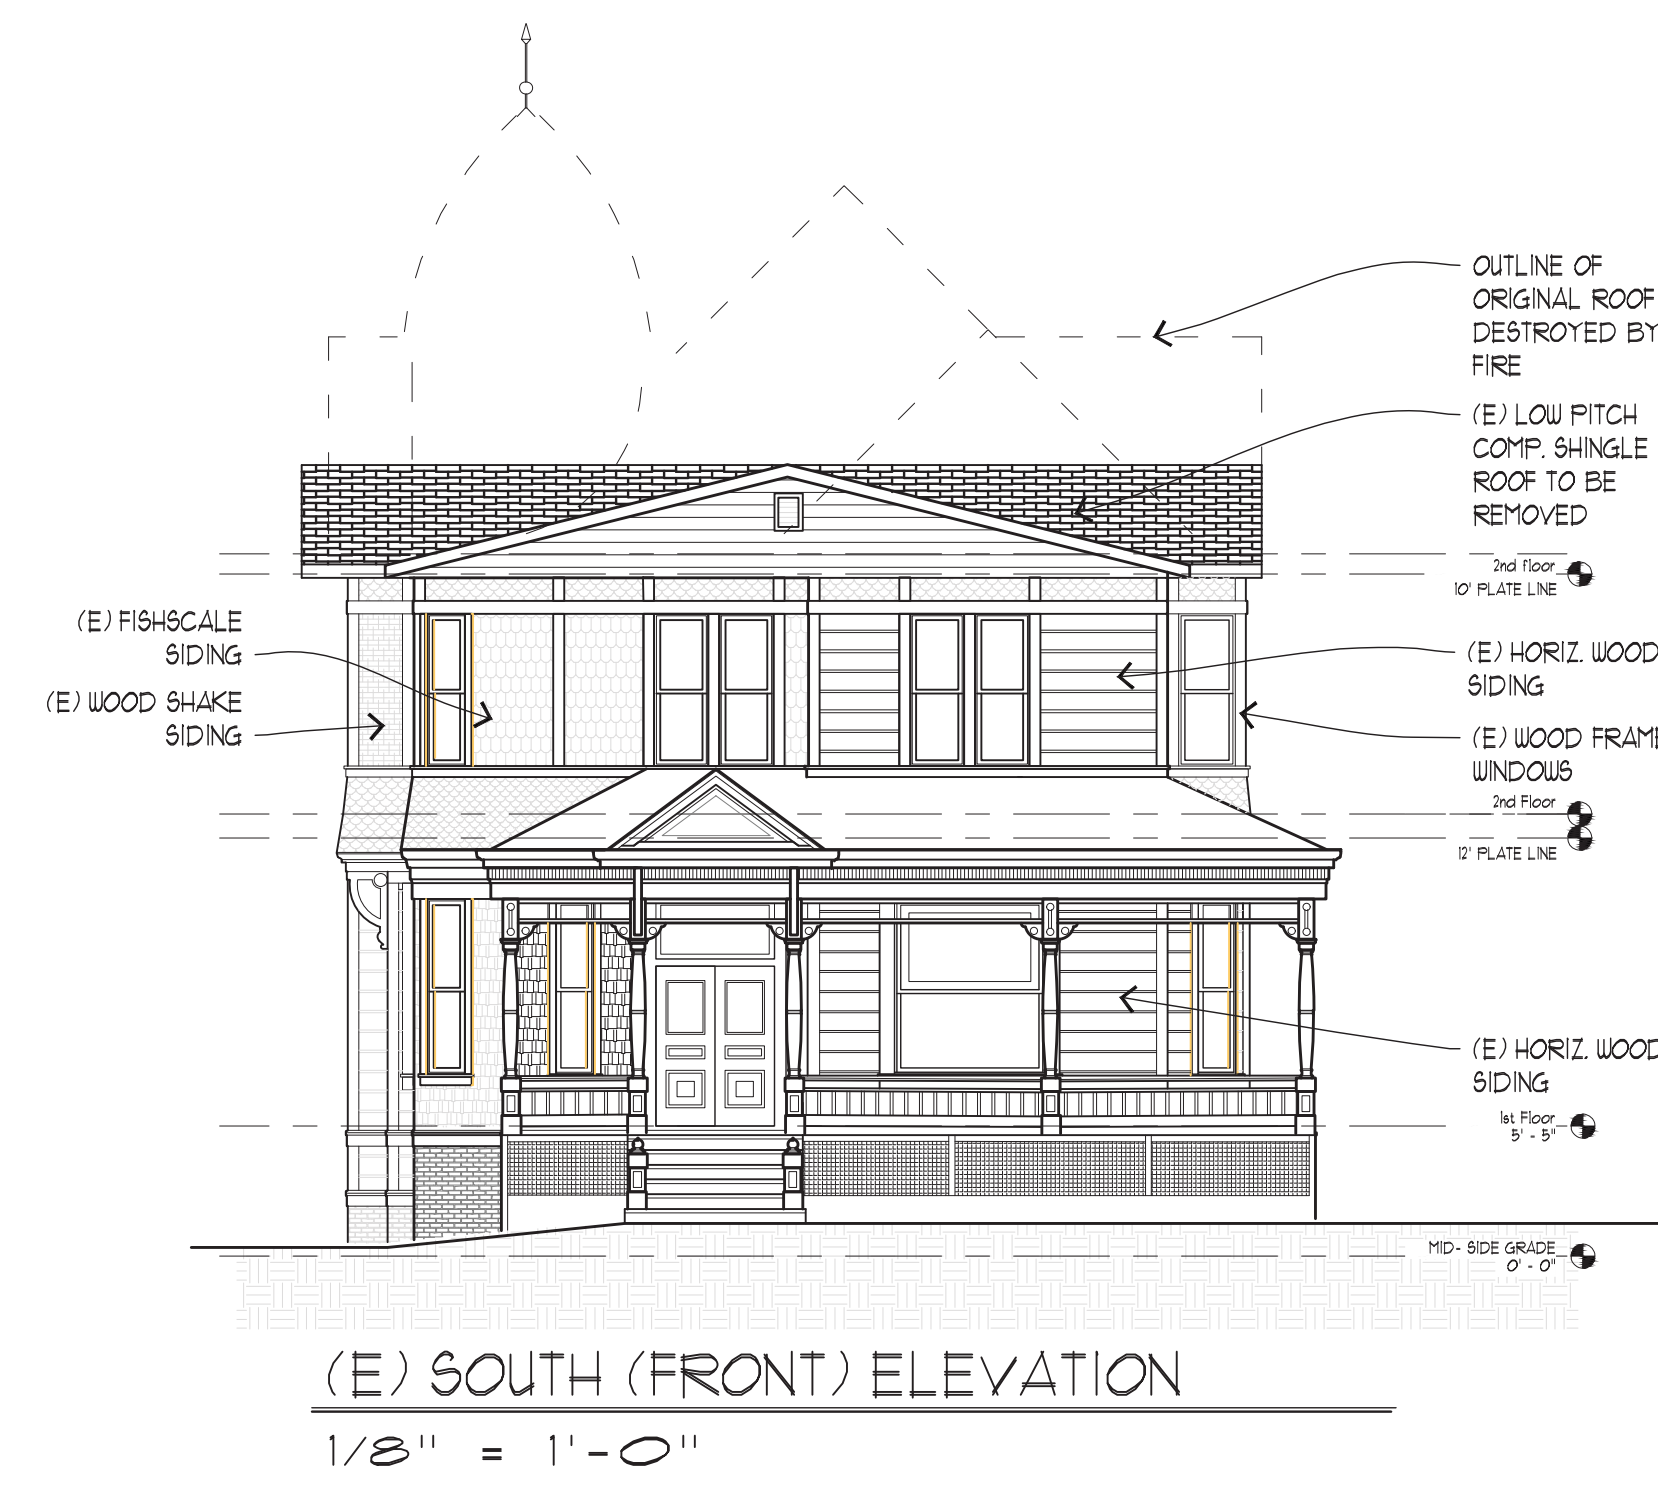 OUTLINE OF
ORIGINAL ROOF
DESTROYED BY
FIRE
(E) LOW PITCH
COMP. SHINGLE
ROOF TO BE
REMOVED
2nd floor
10' PLATE LINE
(E) FISHSCALE
SIDING
(E) WOOD SHAKE
SIDING
(E) HORIZ. WOOD
SIDING
(E) WOOD FRAME
WINDOWS
2nd Floor
12' PLATE LINE
(E) HORIZ. WOOD
SIDING
1st Floor
5' - 5"
MID- SIDE GRADE
0' - 0"
(E) SOUTH (FRONT) ELEVATION
1/8" = 1'-0"